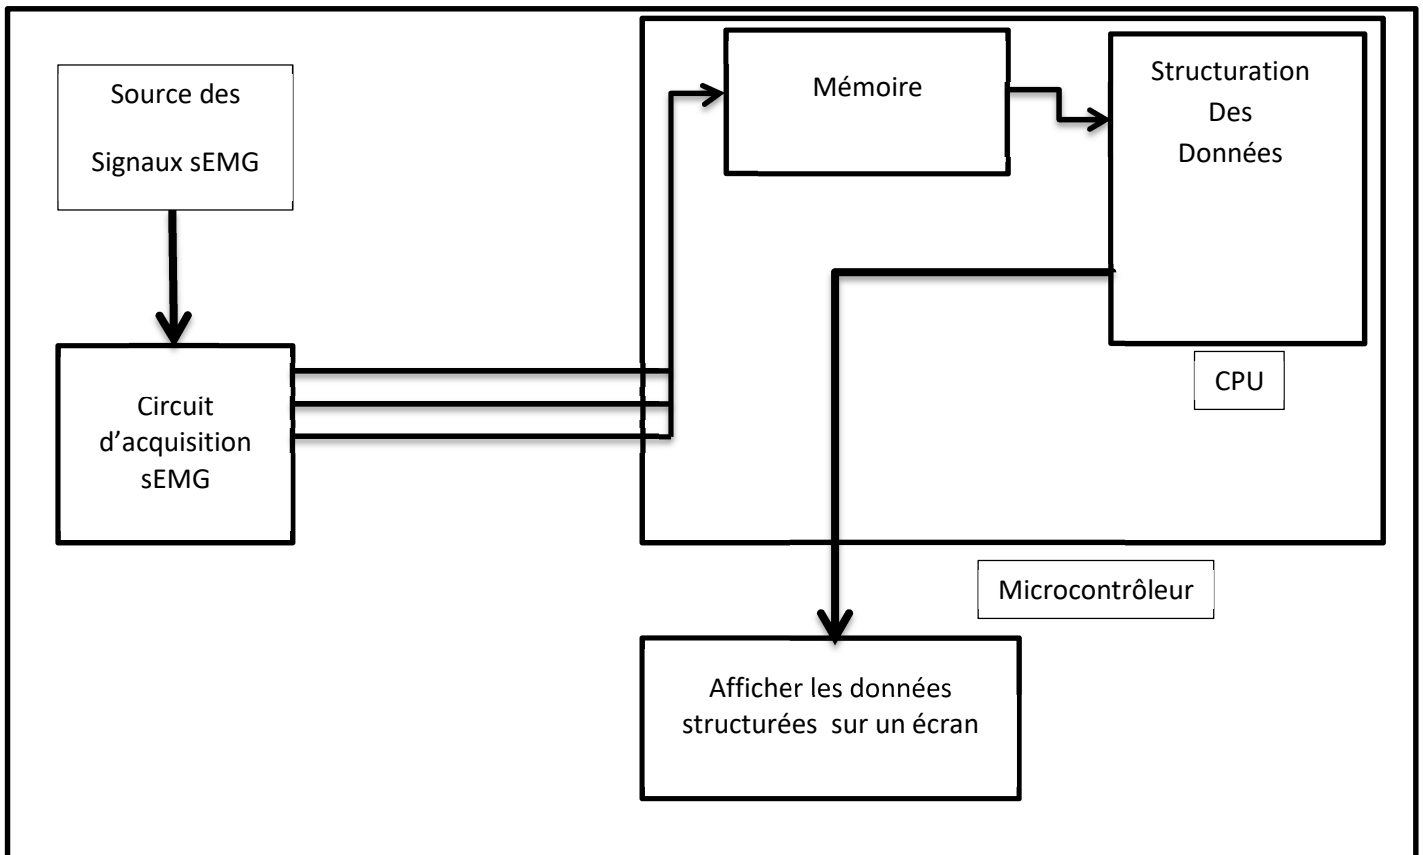 Source des
Signaux sEMG
Mémoire
Structuration
Des
Données
CPU
Circuit
d’acquisition
sEMG
Microcontrôleur
Afficher les données
structurées sur un écran